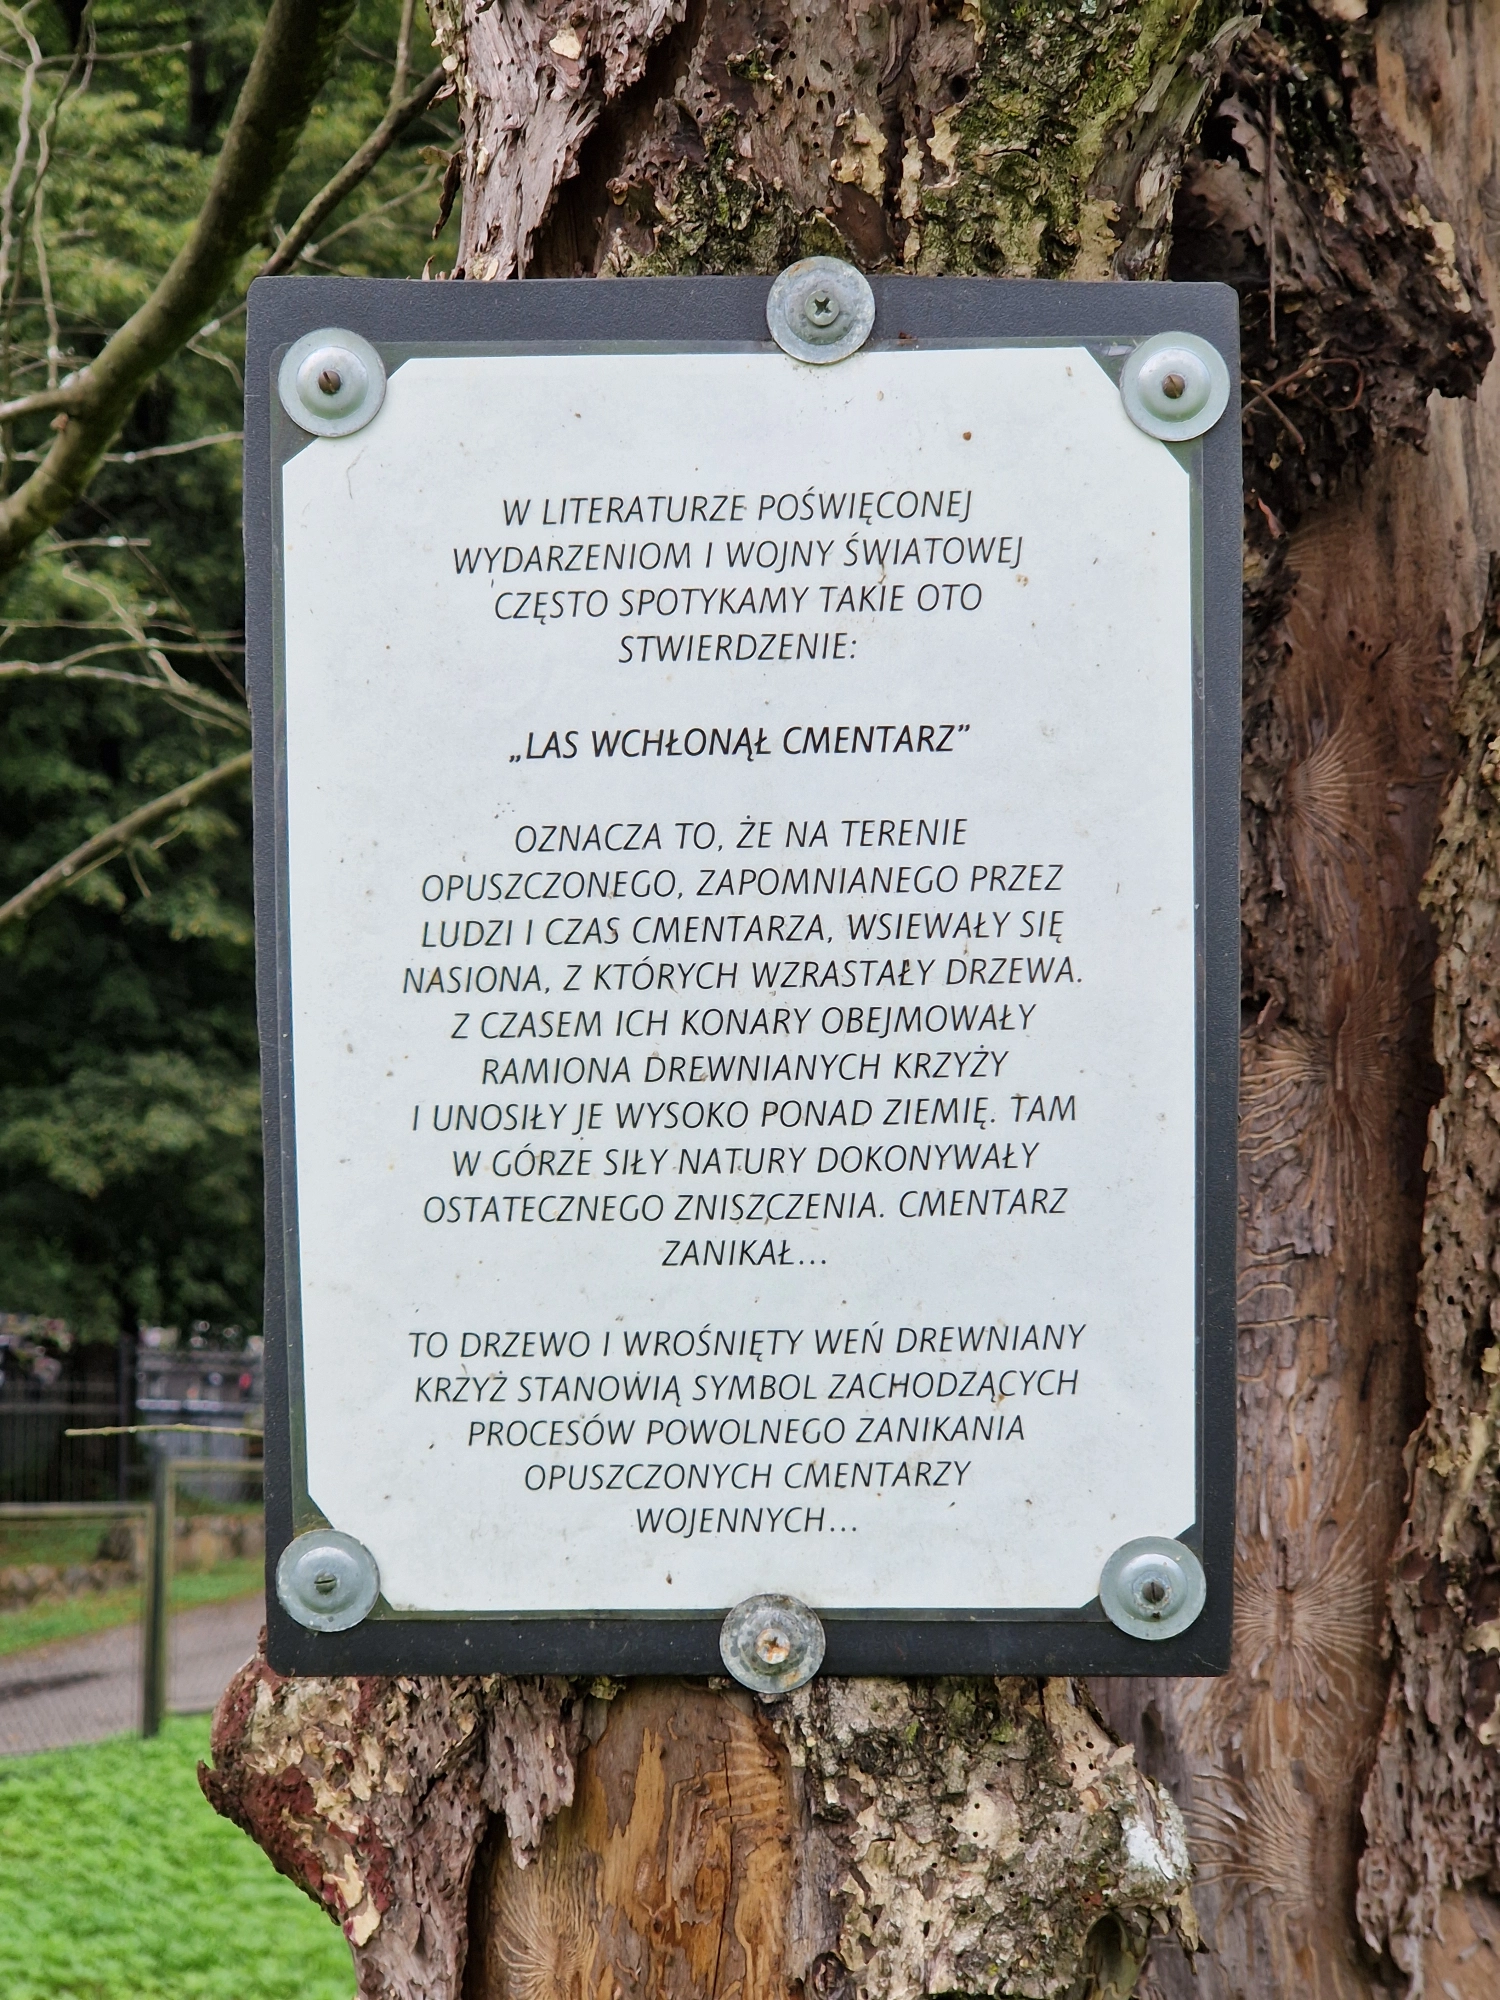 W LITERATURZE POŚWIĘCONEJ
WYDARZENIOM I WOJNY ŚWIATOWEJ
CZĘSTO SPOTYKAMY TAKIE OTO
STWIERDZENIE:
„LAS WCHŁONĄŁ CMENTARZ”
OZNACZA TO, ŻE NA TERENIE
OPUSZCZONEGO, ZAPOMNIANEGO PRZEZ
LUDZI I CZAS CMENTARZA, WSIEWAŁY SIĘ
NASIONA, Z KTÓRYCH WZRASTAŁY DRZEWA.
Z CZASEM ICH KONARY OBEJMOWAŁY
RAMIONA DREWNIANYCH KRZYŻY
I UNOSIŁY JE WYSOKO PONAD ZIEMIĘ. TAM
W GÓRZE SIŁY NATURY DOKONYWAŁY
OSTATECZNEGO ZNISZCZENIA. CMENTARZ
ZANIKAŁ...
TO DRZEWO I WROŚNIĘTY WEŃ DREWNIANY
KRZYŻ STANOWIĄ SYMBOL ZACHODZĄCYCH
PROCESÓW POWOLNEGO ZANIKANIA
OPUSZCZONYCH CMENTARZY
WOJENNYCH...